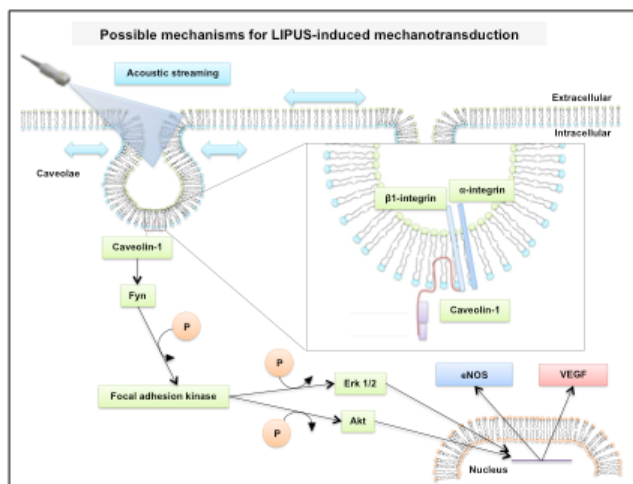 Possible mechanisms for LIPUS-induced mechanotransduction
Acoustic streaming
Extracellular
Intracellular
Caveolae
β1-integrin
α-integrin
Caveolin-1
Caveolin-1
Fyn
P
Focal adhesion kinase
P
Erk 1/2
P
Akt
eNOS
VEGF
Nucleus